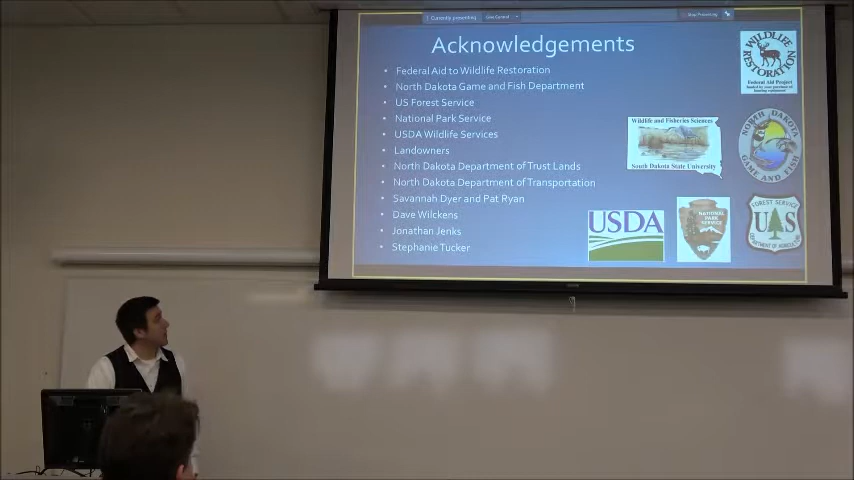 Currently presenting
Give Control
Stop Presenting
Acknowledgements
• Federal Aid to Wildlife Restoration
• North Dakota Game and Fish Department
• US Forest Service
• National Park Service
• USDA Wildlife Services
• Landowners
• North Dakota Department of Trust Lands
• North Dakota Department of Transportation
• Savannah Dyer and Pat Ryan
• Dave Wilckens
• Jonathan Jenks
• Stephanie Tucker
WILDLIFE
RESTORATION
Federal Aid Project
funded by your purchase of
hunting equipment
Wildlife and Fisheries Sciences
South Dakota State University
NORTH DAKOTA
GAME AND FISH
USDA
NATIONAL
PARK
SERVICE
FOREST SERVICE
US
DEPARTMENT OF AGRICULTURE